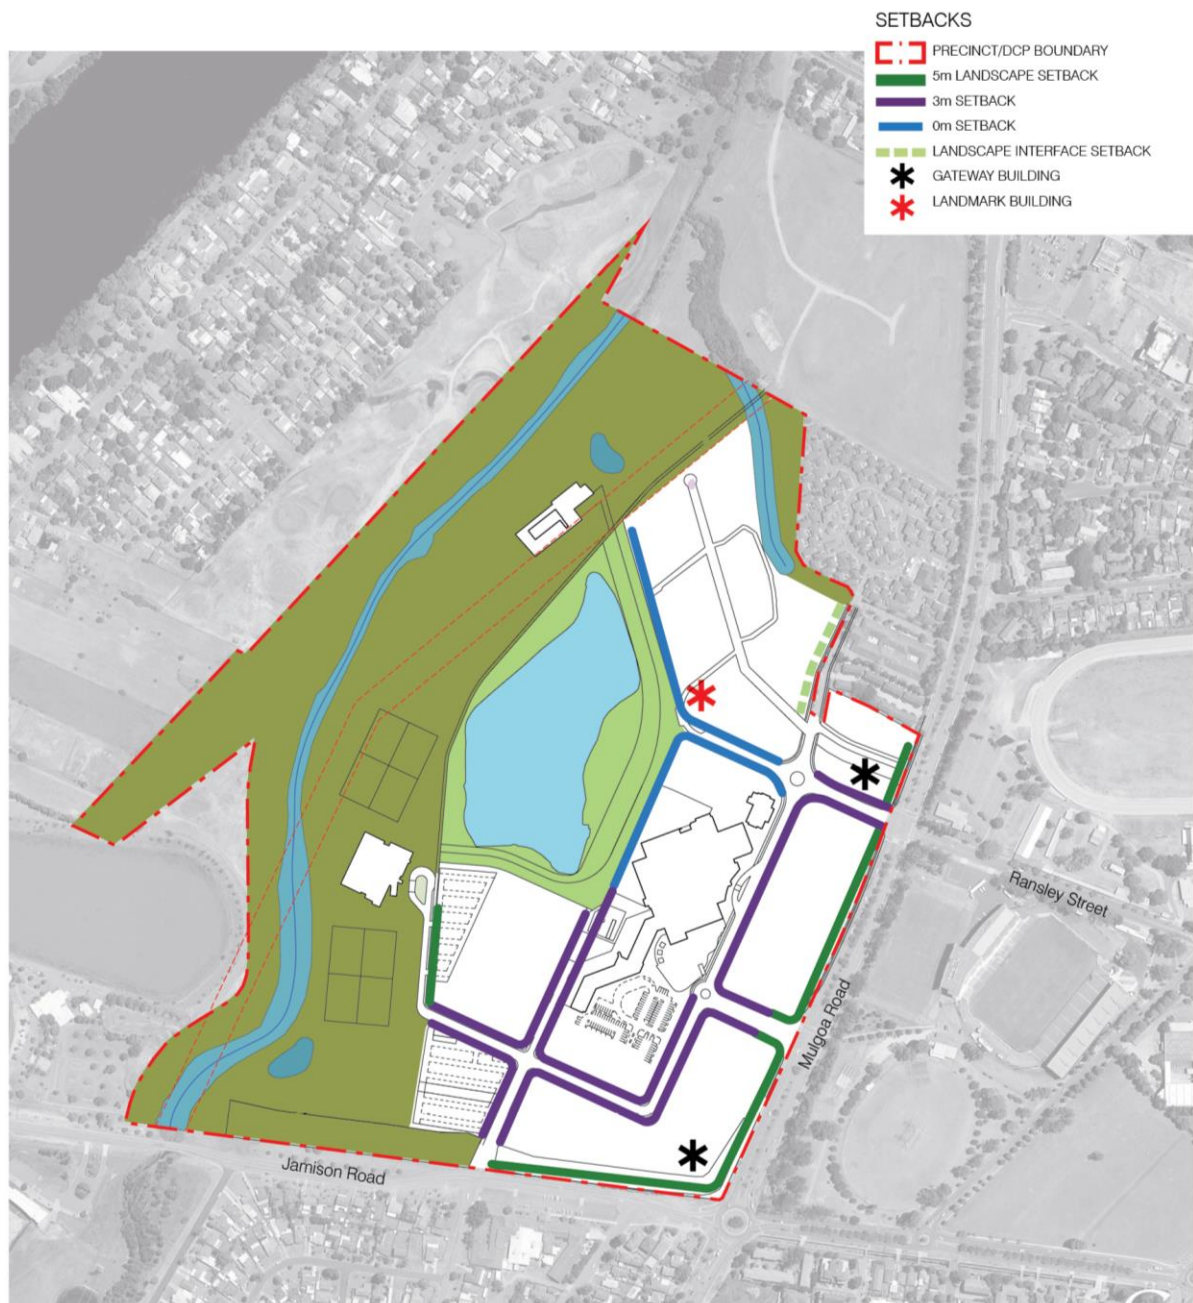 SETBACKS
PRECINCT/DCP BOUNDARY
5m LANDSCAPE SETBACK
3m SETBACK
0m SETBACK
LANDSCAPE INTERFACE SETBACK
GATEWAY BUILDING
LANDMARK BUILDING
Ransley Street
Mulgoa Road
Jamison Road